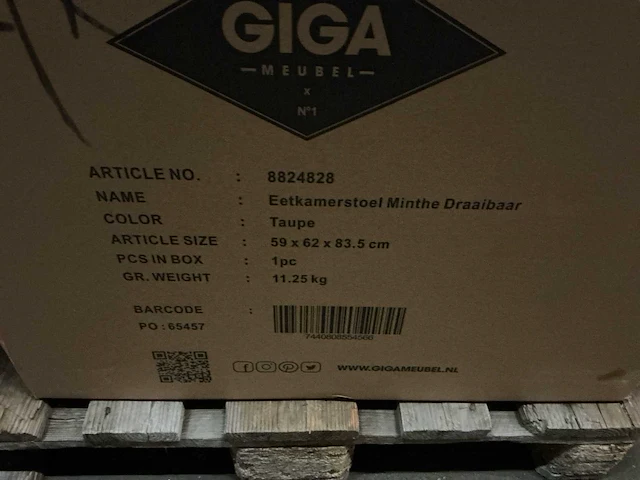 GIGA
—MEUBEL—
x
N°1
ARTICLE NO. : 8824828
NAME : Eetkamerstoel Minthe Draaibaar
COLOR : Taupe
ARTICLE SIZE : 59 x 62 x 83.5 cm
PCS IN BOX : 1pc
GR. WEIGHT : 11.25 kg
BARCODE :
PO : 65457
WWW.GIGAMEUBEL.NL